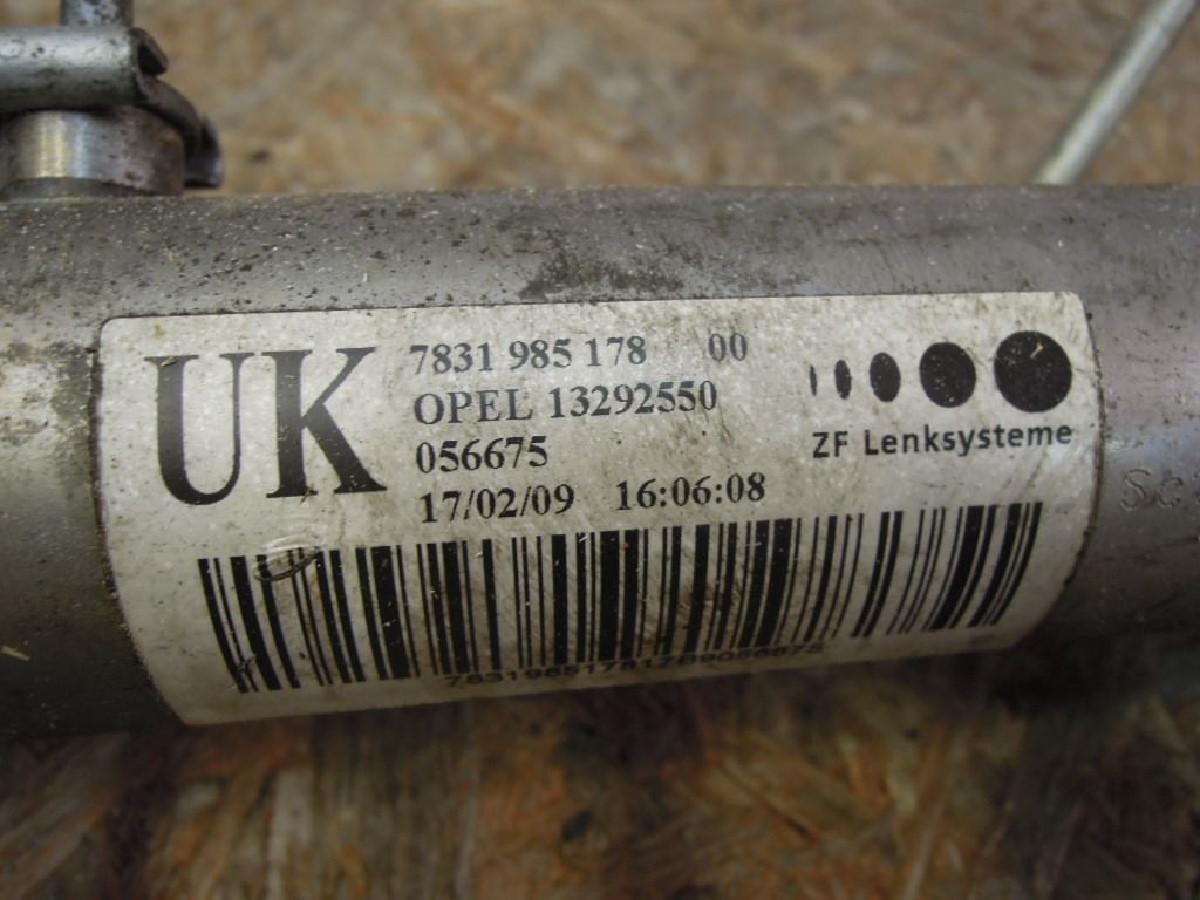 UK
7831 985 178 00
OPEL 13292550
056675
17/02/09 16:06:08
ZF Lenksysteme